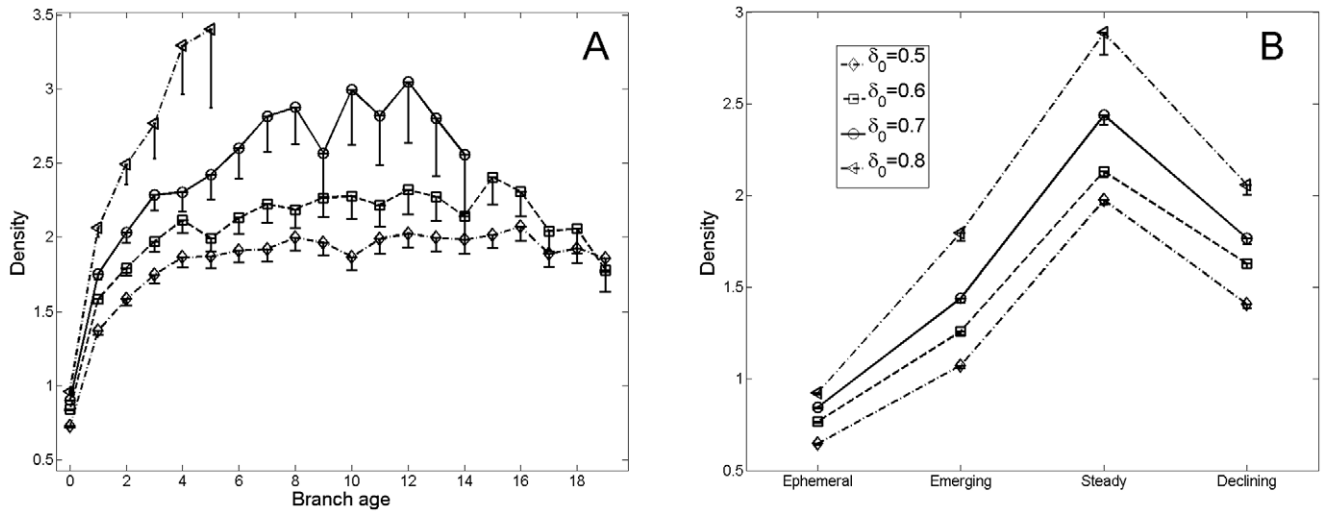 A
3.5
3
2.5
2
1.5
1
0.5
Density
0 2 4 6 8 10 12 14 16 18
Branch age
B
3
2.5
2
1.5
1
0.5
Density
δ0=0.5
δ0=0.6
δ0=0.7
δ0=0.8
Ephemeral Emerging Steady Declining